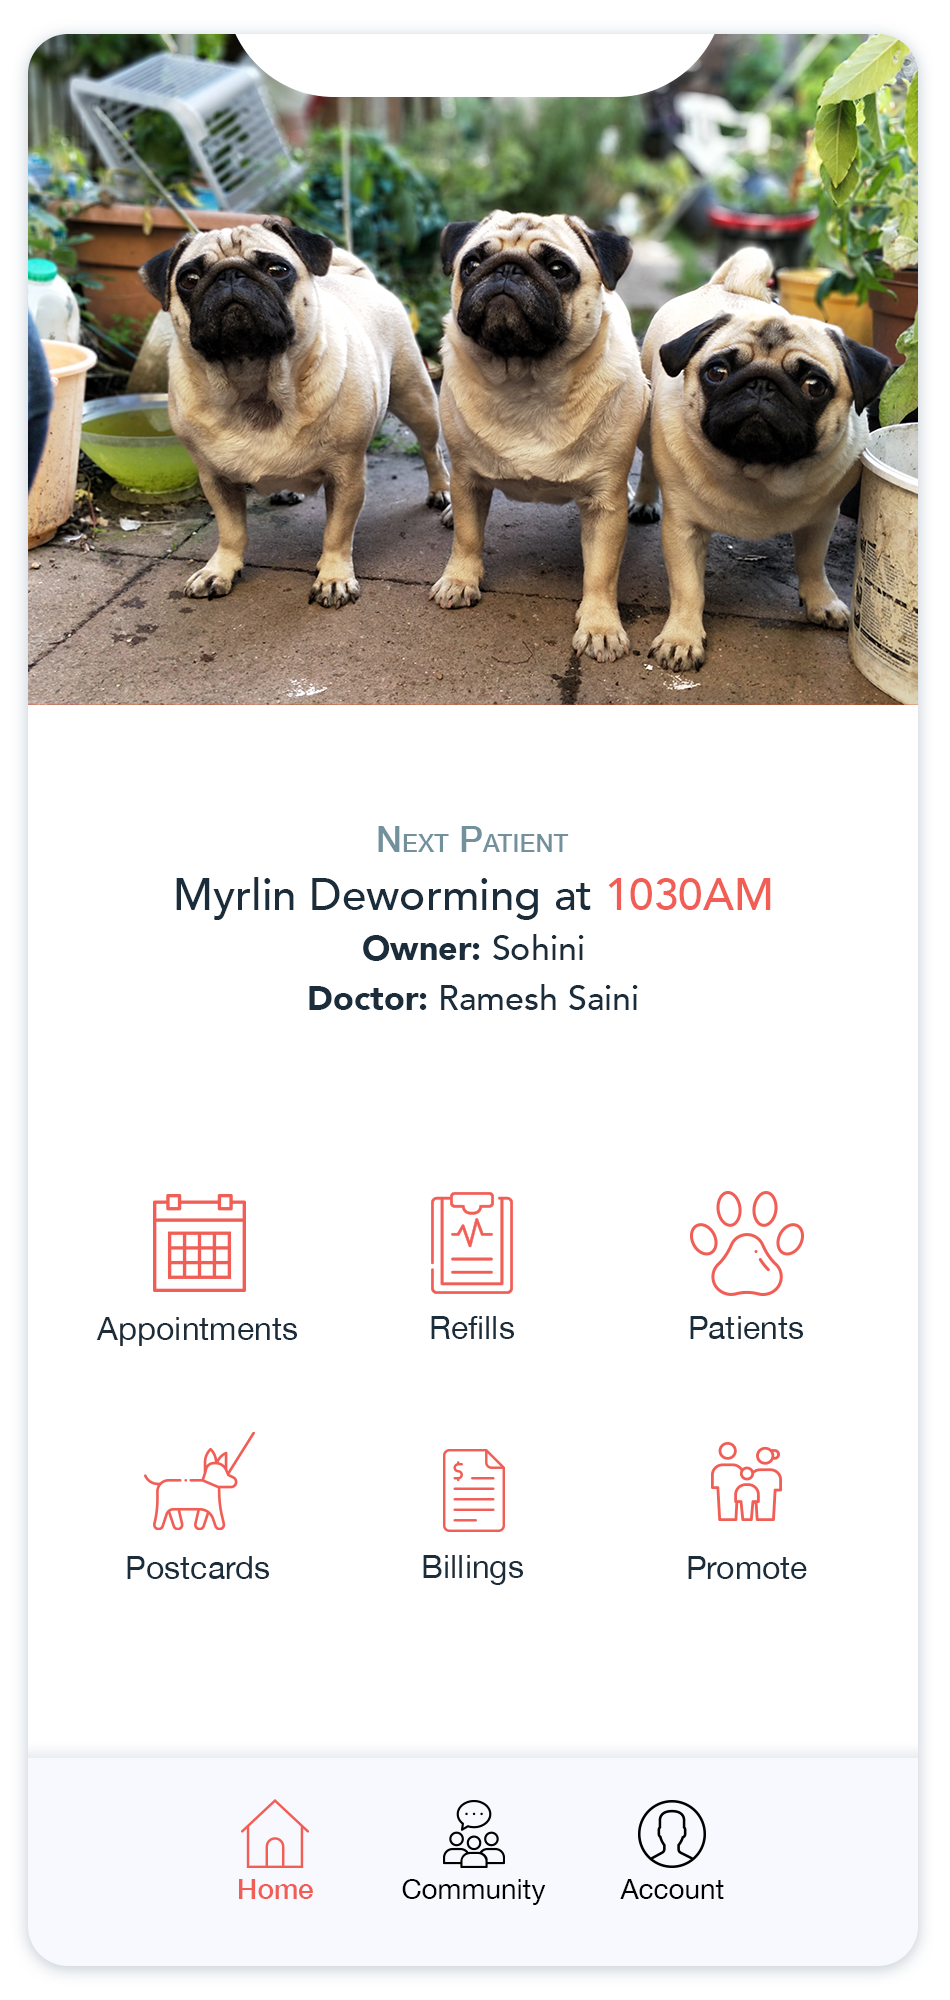 Next Patient
Myrlin Deworming at 1030AM
Owner: Sohini
Doctor: Ramesh Saini
Appointments
Refills
Patients
Postcards
Billings
Promote
Home
Community
Account